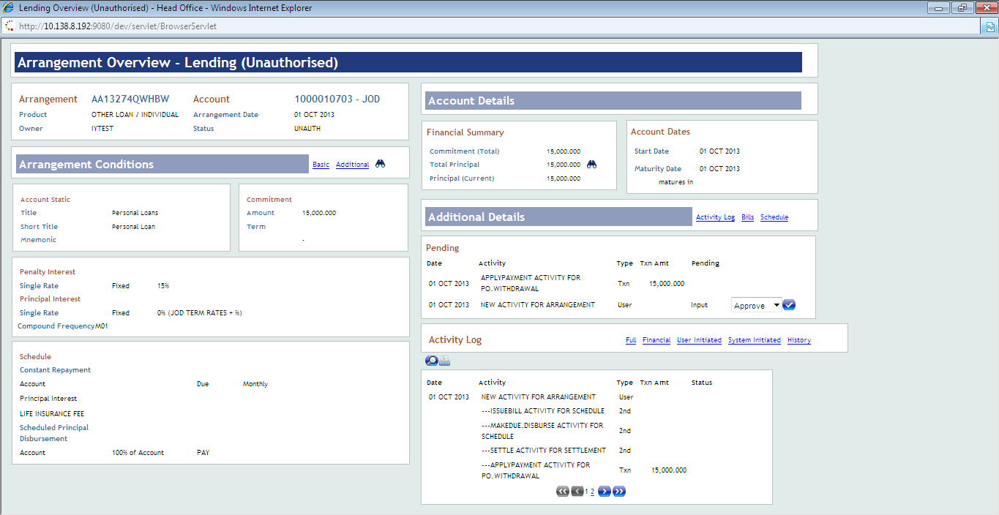 Lending Overview (Unauthorised) - Head Office - Windows Internet Explorer
http://10.138.8.192:9080/dev/servlet/BrowserServlet
Arrangement Overview - Lending (Unauthorised)
Arrangement AA13274QWHBW Account 1000010703 - JOD
Product OTHER LOAN / INDIVIDUAL Arrangement Date 01 OCT 2013
Owner IYTEST Status UNAUTH
Arrangement Conditions Basic Additional
Account Static
Title Personal Loans
Short Title Personal Loan
Mnemonic
Commitment
Amount 15,000.000
Term
.
Penalty Interest
Single Rate Fixed 15%
Principal Interest
Single Rate Fixed 0% (JOD TERM RATES + %)
Compound FrequencyM01
Schedule
Constant Repayment
Account Due Monthly
Principal Interest
LIFE INSURANCE FEE
Scheduled Principal
Disbursement
Account 100% of Account PAY
Account Details
Financial Summary
Commitment (Total) 15,000.000
Total Principal 15,000.000
Principal (Current) 15,000.000
Account Dates
Start Date 01 OCT 2013
Maturity Date 01 OCT 2013
matures in
Additional Details Activity Log Bills Schedule
Pending
Date Activity Type Txn Amt Pending
01 OCT 2013 APPLYPAYMENT ACTIVITY FOR PO.WITHDRAWAL Txn 15,000.000
01 OCT 2013 NEW ACTIVITY FOR ARRANGEMENT User Input Approve
Activity Log Full Financial User Initiated System Initiated History
Date Activity Type Txn Amt Status
01 OCT 2013 NEW ACTIVITY FOR ARRANGEMENT User
---ISSUEBILL ACTIVITY FOR SCHEDULE 2nd
---MAKEDUE.DISBURSE ACTIVITY FOR SCHEDULE 2nd
---SETTLE ACTIVITY FOR SETTLEMENT 2nd
---APPLYPAYMENT ACTIVITY FOR PO.WITHDRAWAL Txn 15,000.000
1 2